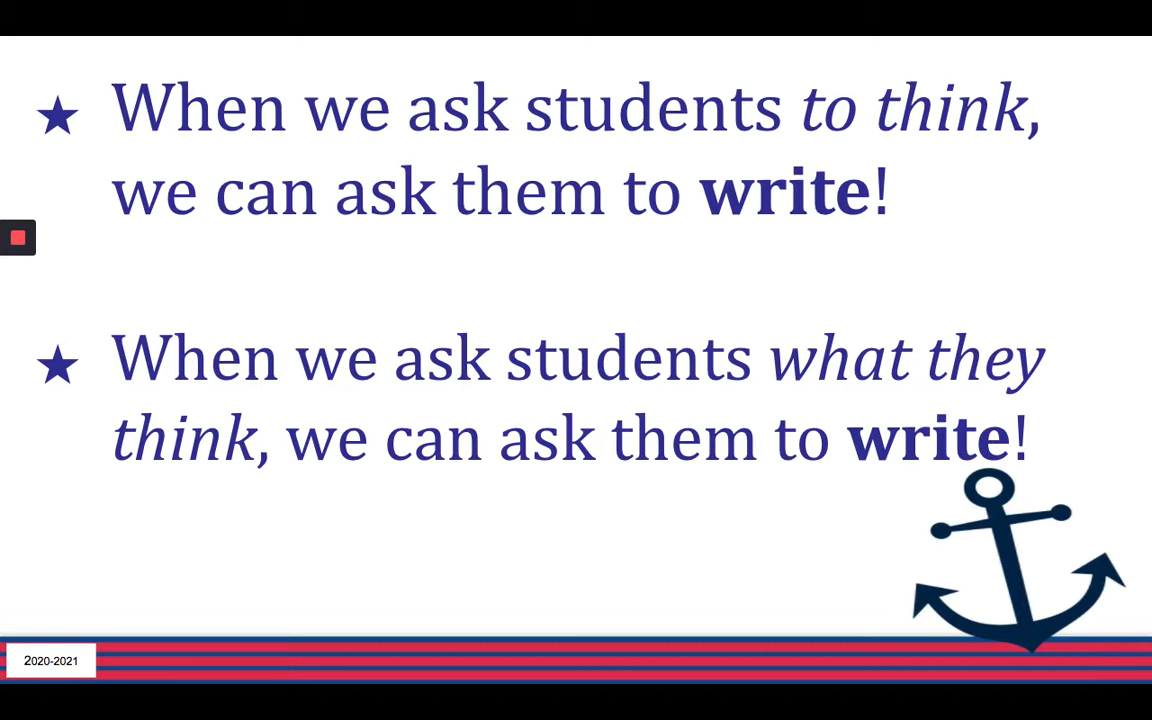 ★ When we ask students to think,
we can ask them to write!
★ When we ask students what they
think, we can ask them to write!
2020-2021